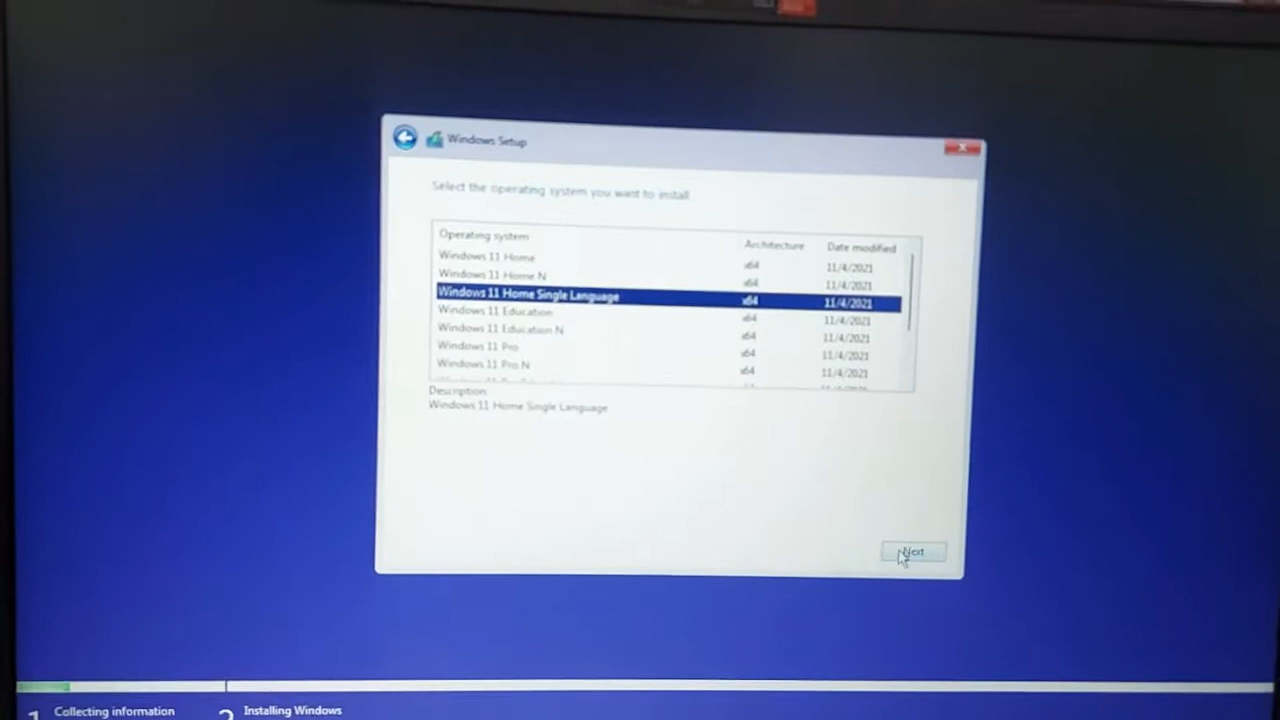 Windows Setup
Select the operating system you want to install
Operating system Architecture Date modified
Windows 11 Home x64 11/4/2021
Windows 11 Home N x64 11/4/2021
Windows 11 Home Single Language x64 11/4/2021
Windows 11 Education x64 11/4/2021
Windows 11 Education N x64 11/4/2021
Windows 11 Pro x64 11/4/2021
Windows 11 Pro N x64 11/4/2021
Description:
Windows 11 Home Single Language
Next
1 Collecting information 2 Installing Windows